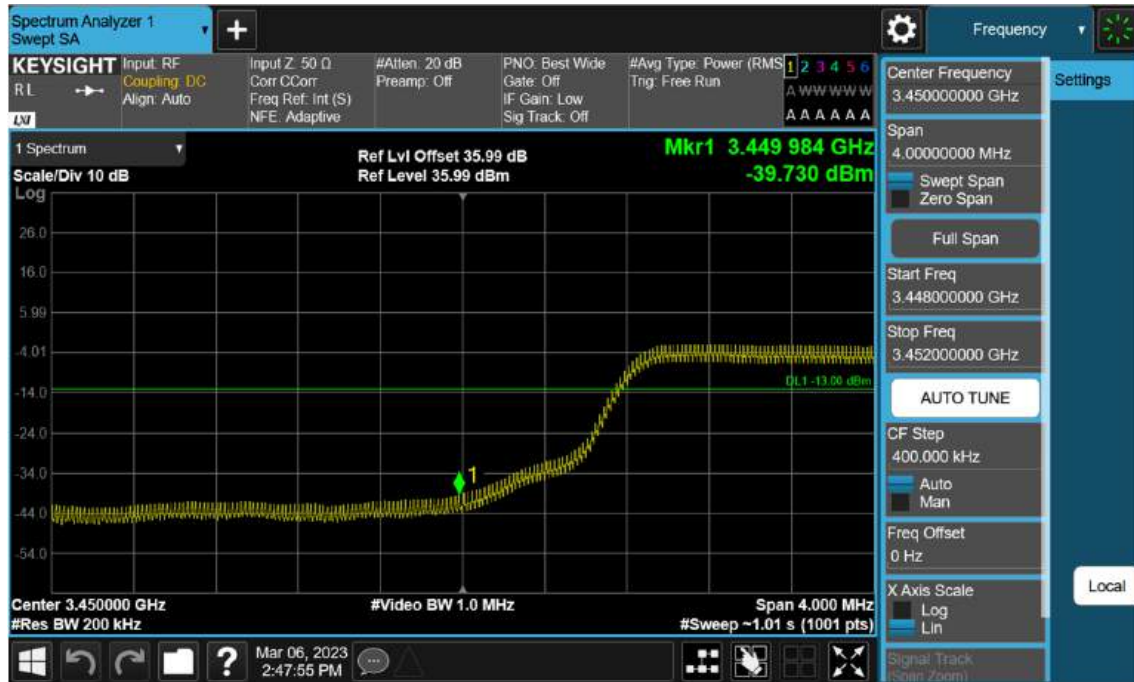 Spectrum Analyzer 1
Swept SA
+
Frequency
KEYSIGHT
RL
LXI
Input: RF
Coupling: DC
Align: Auto
Input Z: 50 Ω
Corr CCorr
Freq Ref: Int (S)
NFE: Adaptive
#Atten: 20 dB
Preamp: Off
PNO: Best Wide
Gate: Off
IF Gain: Low
Sig Track: Off
#Avg Type: Power (RMS
Trig: Free Run
1 2 3 4 5 6
A W W W W W
A A A A A A
1 Spectrum
Scale/Div 10 dB
Log
Ref Lvl Offset 35.99 dB
Ref Level 35.99 dBm
Mkr1 3.449 984 GHz
-39.730 dBm
26.0
16.0
5.99
-4.01
-14.0
-24.0
-34.0
-44.0
-54.0
DL1 -13.00 dBm
1
Center 3.450000 GHz
#Res BW 200 kHz
#Video BW 1.0 MHz
Span 4.000 MHz
#Sweep ~1.01 s (1001 pts)
Center Frequency
3.450000000 GHz
Span
4.00000000 MHz
Swept Span
Zero Span
Full Span
Start Freq
3.448000000 GHz
Stop Freq
3.452000000 GHz
AUTO TUNE
CF Step
400.000 kHz
Auto
Man
Freq Offset
0 Hz
X Axis Scale
Log
Lin
Signal Track
(Span Zoom)
Settings
Local
?
Mar 06, 2023
2:47:55 PM